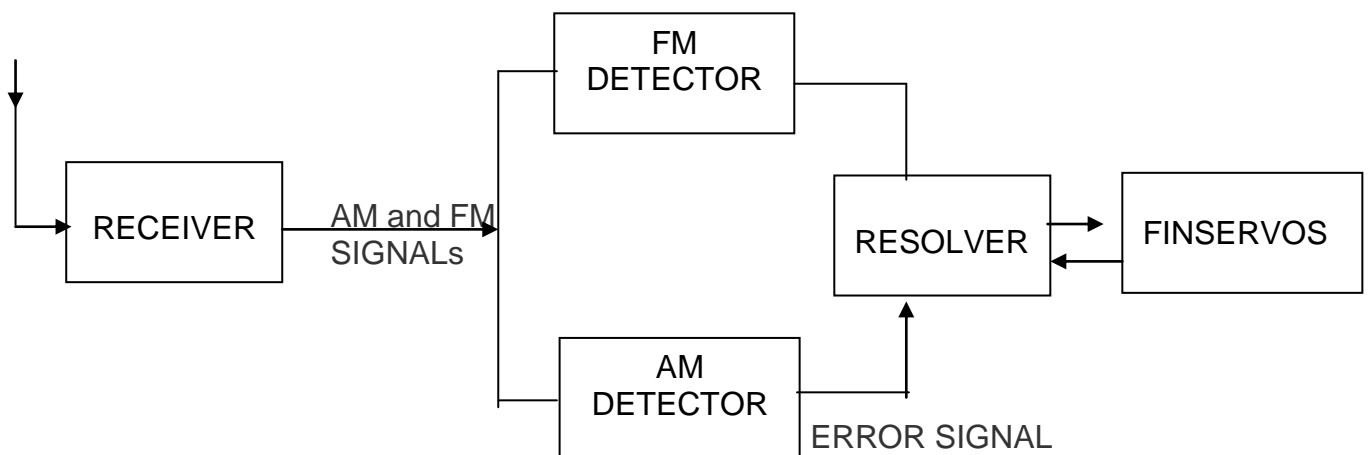 FM
DETECTOR
RECEIVER
AM and FM
SIGNALs
RESOLVER
FINSERVOS
AM
DETECTOR
ERROR SIGNAL